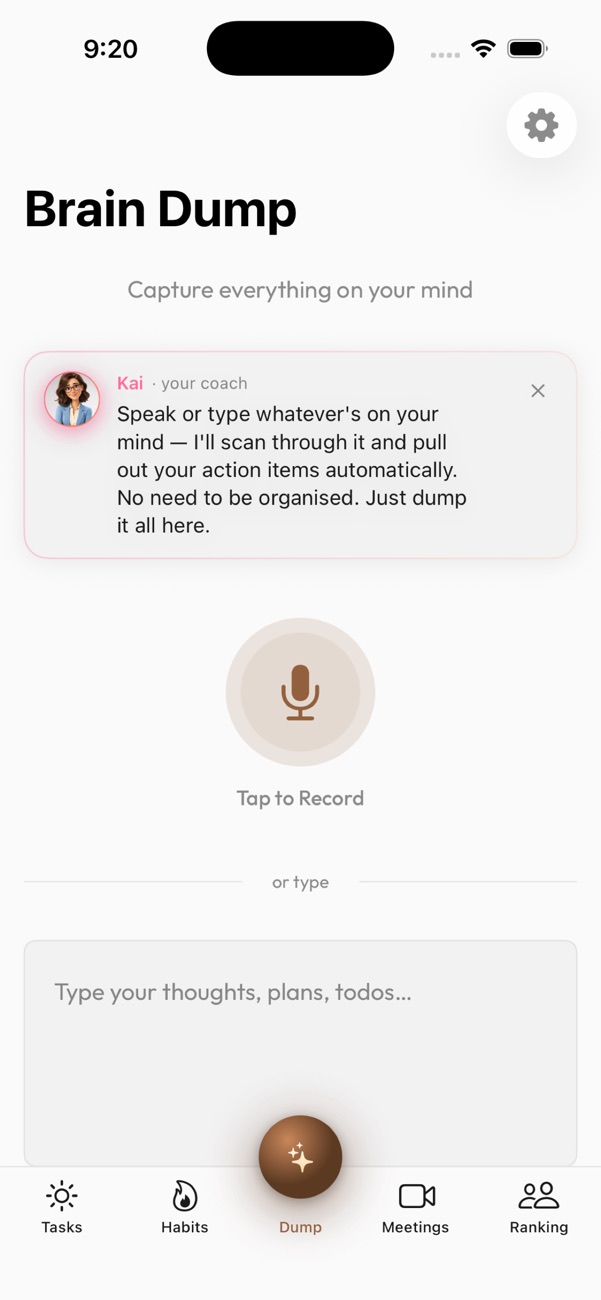 9:20
Brain Dump
Capture everything on your mind
Kai · your coach
Speak or type whatever's on your
mind — I'll scan through it and pull
out your action items automatically.
No need to be organised. Just dump
it all here.
Tap to Record
or type
Type your thoughts, plans, todos...
Tasks
Habits
Dump
Meetings
Ranking